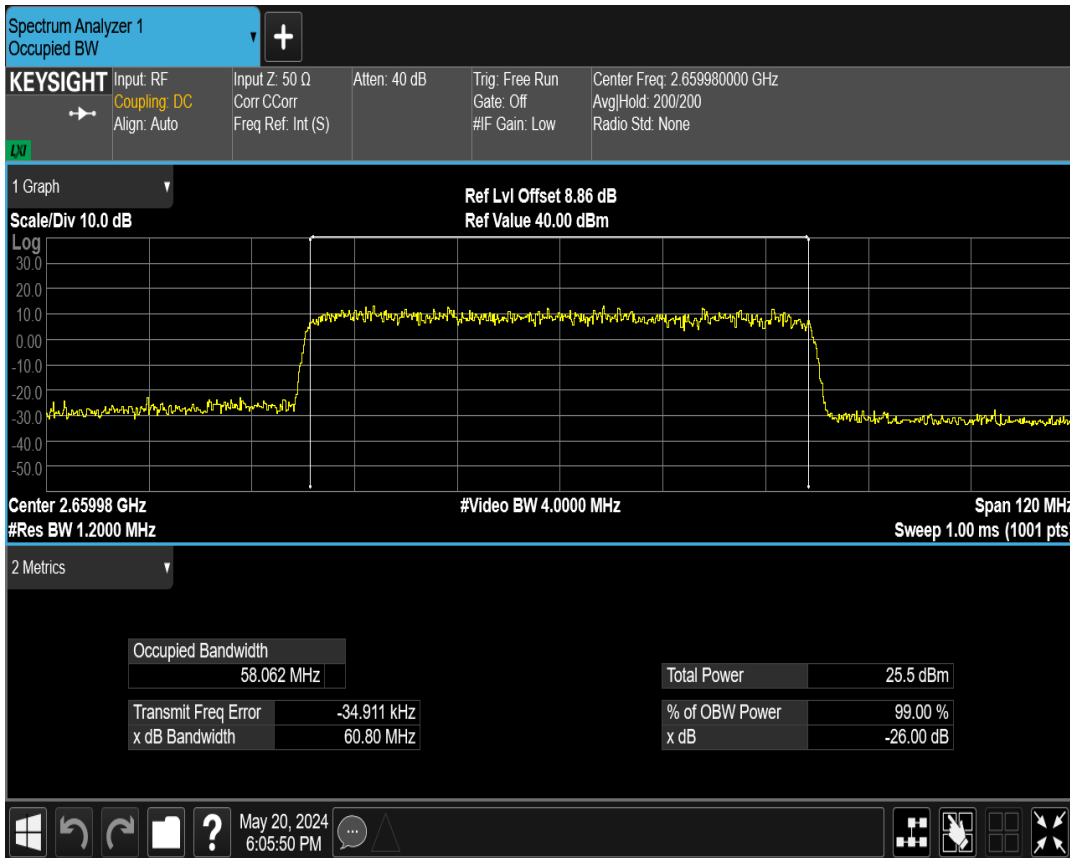 Spectrum Analyzer 1
Occupied BW
KEYSIGHT
Input: RF
Coupling: DC
Align: Auto
Input Z: 50 Ω
Corr CCorr
Freq Ref: Int (S)
Atten: 40 dB
Trig: Free Run
Gate: Off
#IF Gain: Low
Center Freq: 2.659980000 GHz
Avg|Hold: 200/200
Radio Std: None
LXI
1 Graph
Ref Lvl Offset 8.86 dB
Scale/Div 10.0 dB
Ref Value 40.00 dBm
Log
30.0
20.0
10.0
0.00
-10.0
-20.0
-30.0
-40.0
-50.0
Center 2.65998 GHz
#Video BW 4.0000 MHz
Span 120 MHz
#Res BW 1.2000 MHz
Sweep 1.00 ms (1001 pts)
2 Metrics
Occupied Bandwidth
58.062 MHz
Total Power 25.5 dBm
Transmit Freq Error -34.911 kHz
% of OBW Power 99.00 %
x dB Bandwidth 60.80 MHz
x dB -26.00 dB
?
May 20, 2024
6:05:50 PM